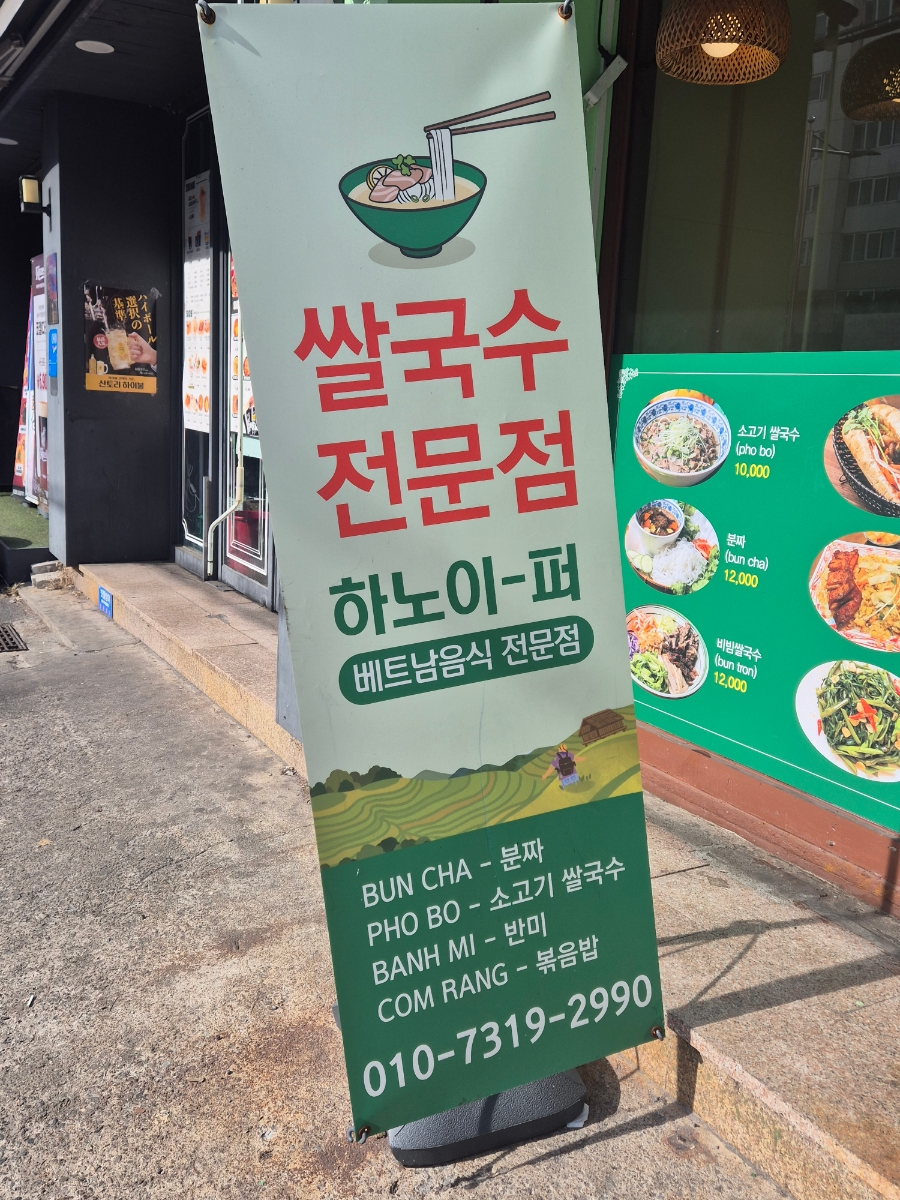 쌀국수
전문점
하노이-퍼
베트남음식 전문점
BUN CHA - 분짜
PHO BO - 소고기 쌀국수
BANH MI - 반미
COM RANG - 볶음밥
010-7319-2990
소고기 쌀국수
(pho bo)
10,000
분짜
(bun cha)
12,000
비빔쌀국수
(bun tron)
12,000
ハイボール
選択の
基準
산토리 하이볼